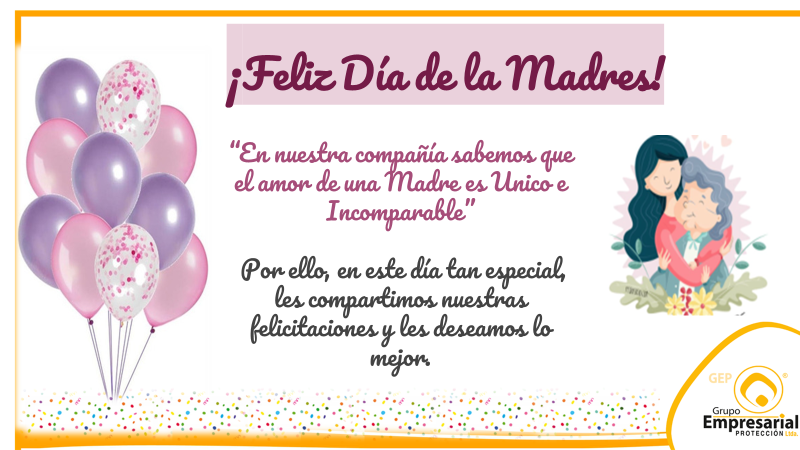 ¡Feliz Día de la Madres!
“En nuestra compañía sabemos que
el amor de una Madre es Unico e
Incomparable”
Por ello, en este día tan especial,
les compartimos nuestras
felicitaciones y les deseamos lo
mejor.
GEP ®
Grupo
Empresarial
PROTECCIÓN Ltda.